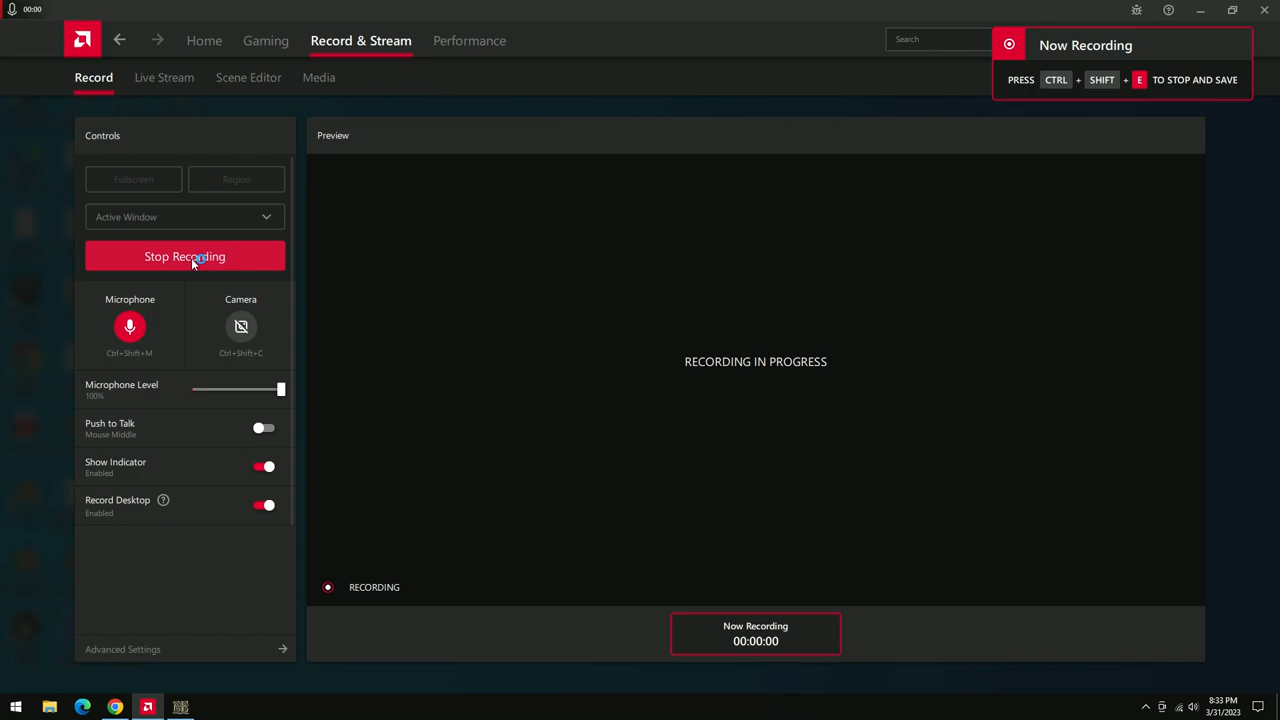 00:00
Home
Gaming
Record & Stream
Performance
Search
Now Recording
PRESS CTRL + SHIFT + E TO STOP AND SAVE
Record
Live Stream
Scene Editor
Media
Controls
Preview
Fullscreen
Region
Active Window
Stop Recording
Microphone
Camera
Ctrl+Shift+M
Ctrl+Shift+C
Microphone Level
100%
Push to Talk
Mouse Middle
Show Indicator
Enabled
Record Desktop
Enabled
RECORDING IN PROGRESS
RECORDING
Now Recording
00:00:00
Advanced Settings
8:33 PM
3/31/2023